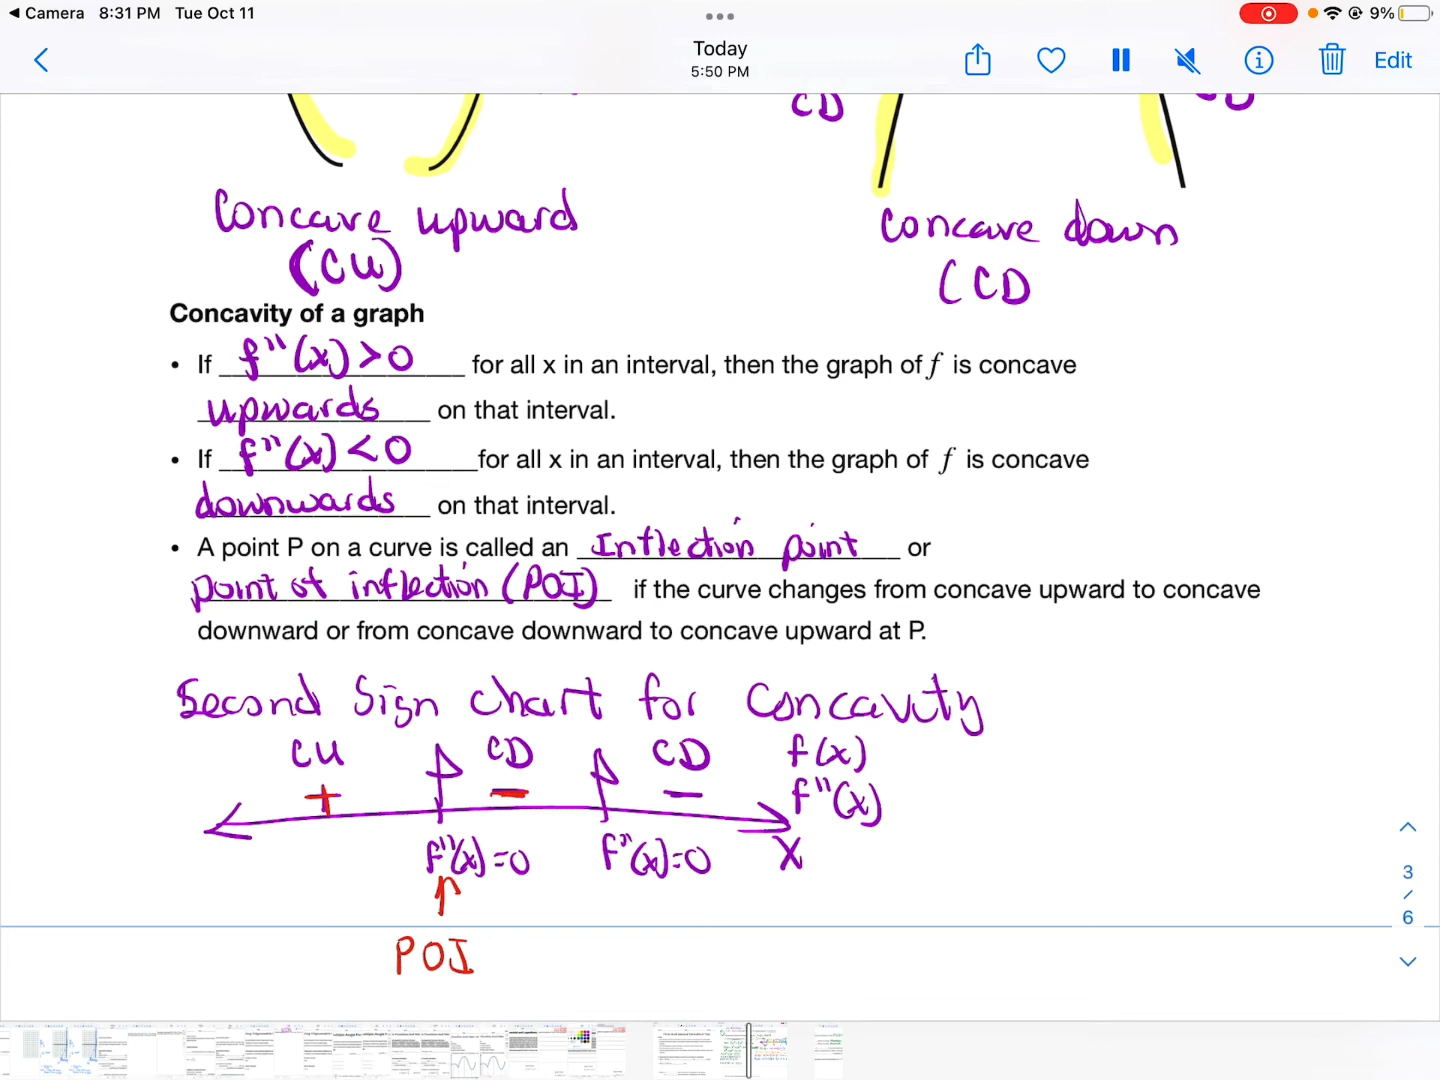 ◀ Camera 8:31 PM Tue Oct 11
9%
Today
5:50 PM
Edit
CD
CD
Concave upward
(CU)
Concave down
(CD
Concavity of a graph
• If f"(x)>0 for all x in an interval, then the graph of f is concave
upwards on that interval.
• If f"(x)<0 for all x in an interval, then the graph of f is concave
downwards on that interval.
• A point P on a curve is called an Inflection point or
point of inflection (POI) if the curve changes from concave upward to concave
downward or from concave downward to concave upward at P.
Second Sign chart for Concavity
CU CD CD f(x)
+ − − f"(x)
f"(x)=0 f"(x)=0 x
POI
3
/
6